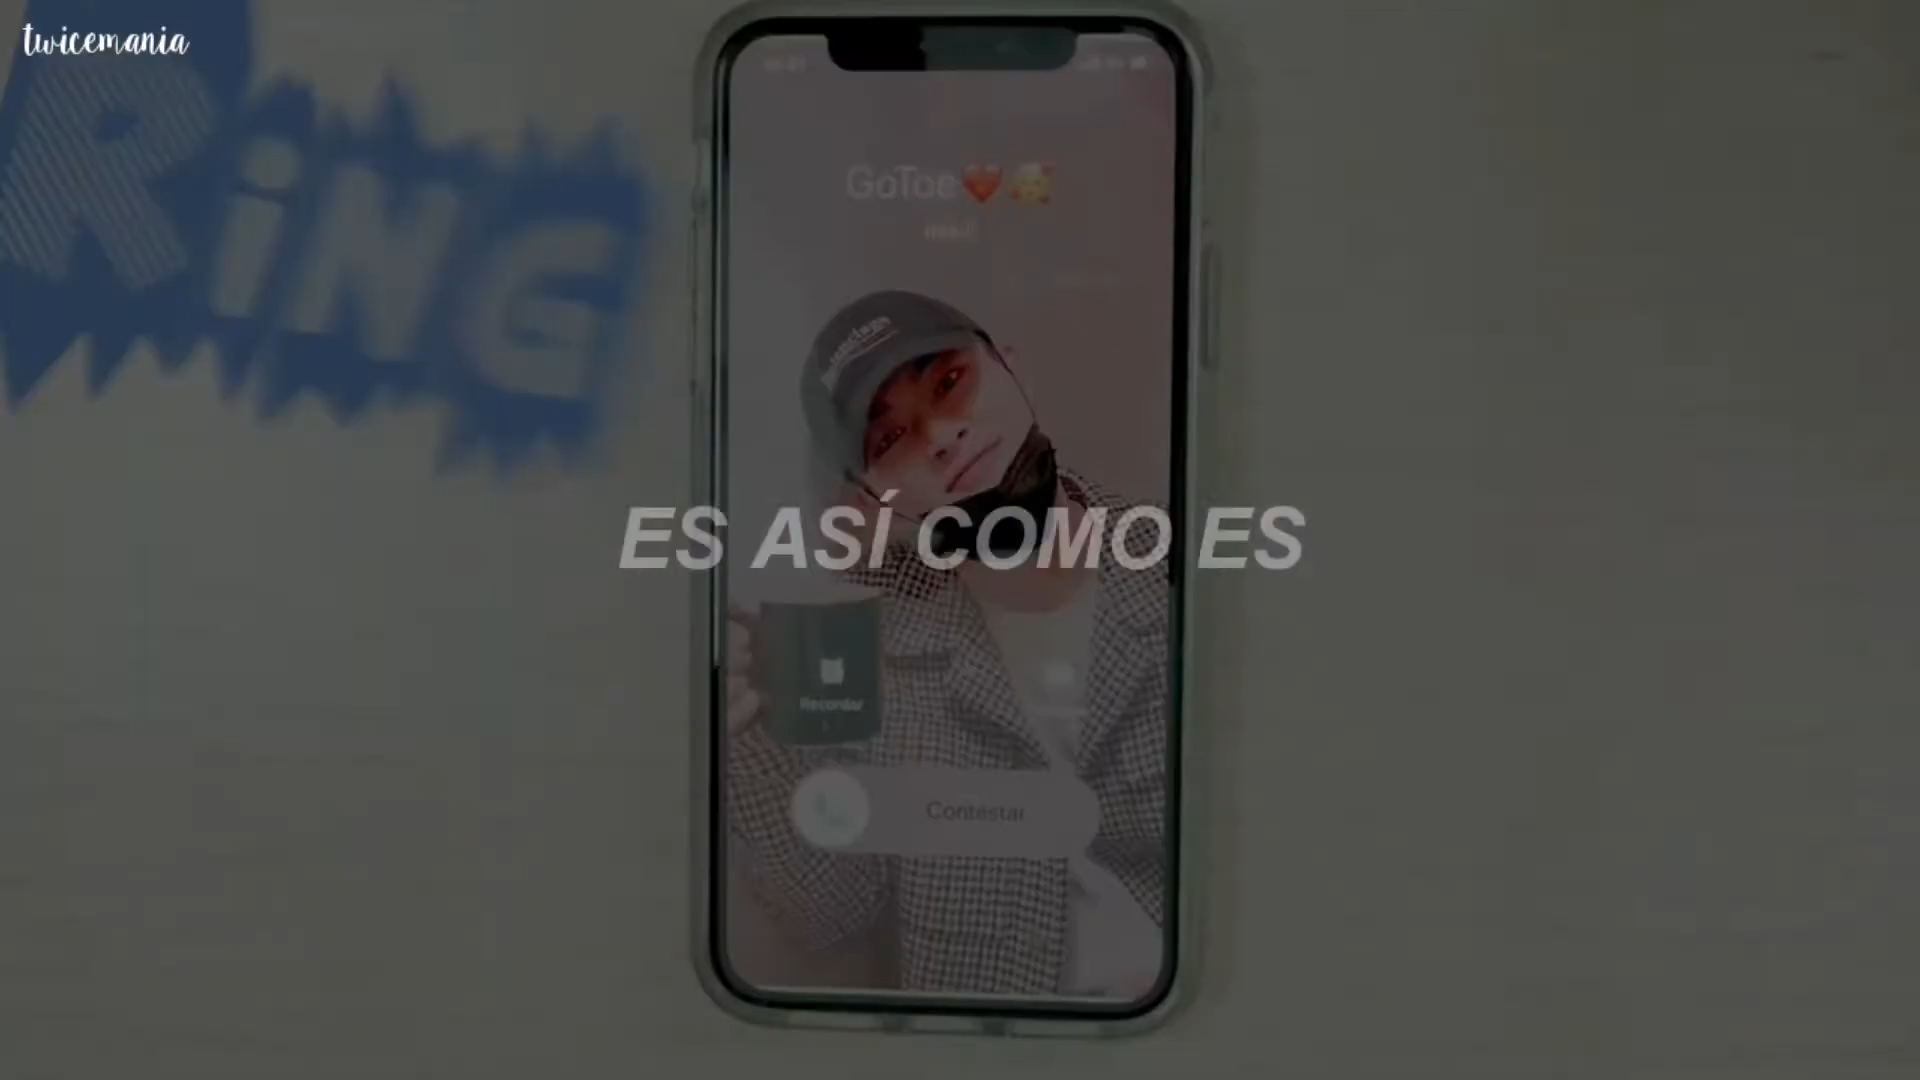 twicemania
RiNG
GoToe❤️🥰
ES ASÍ COMO ES
Recordar
Contestar